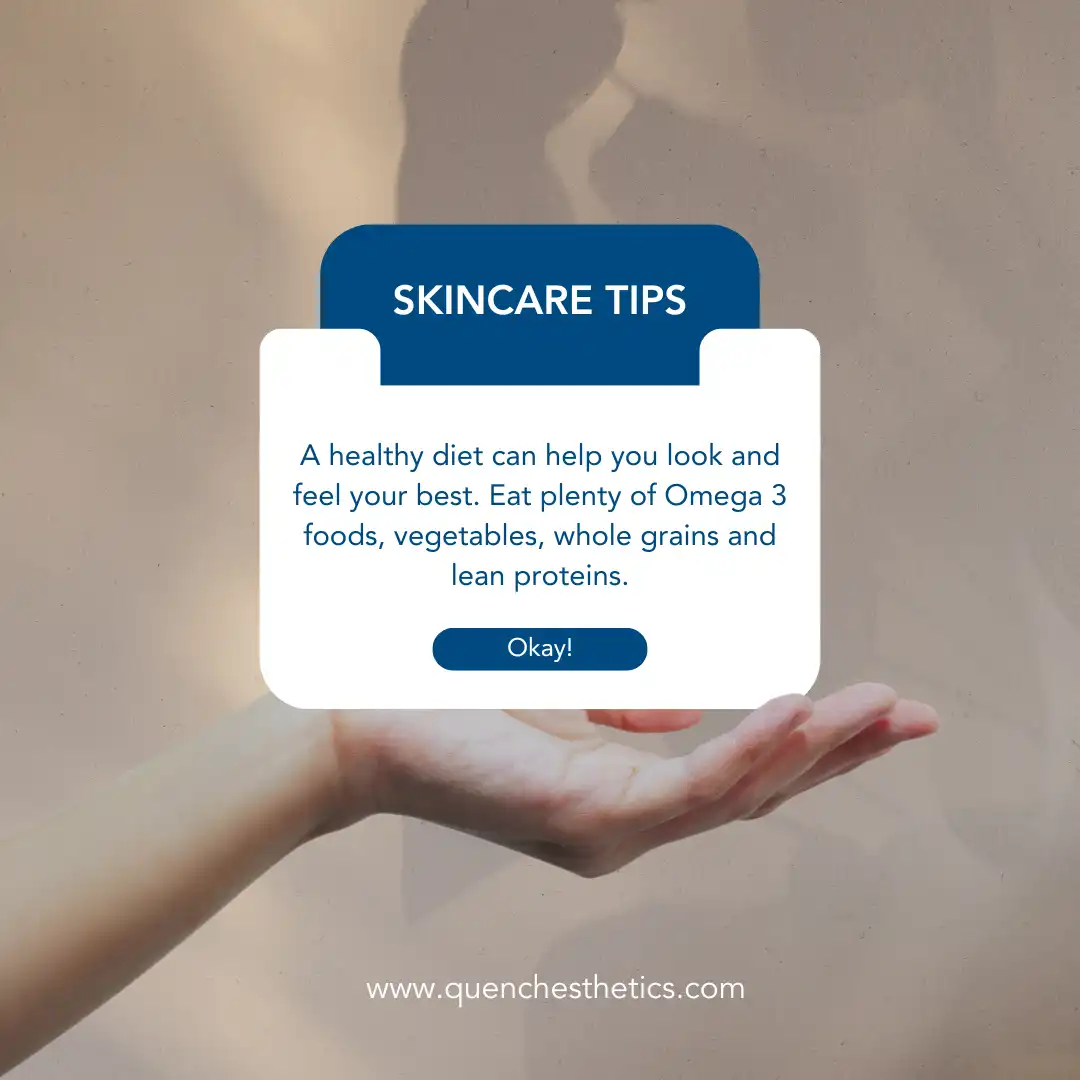 SKINCARE TIPS
A healthy diet can help you look and
feel your best. Eat plenty of Omega 3
foods, vegetables, whole grains and
lean proteins.
Okay!
www.quenchesthetics.com